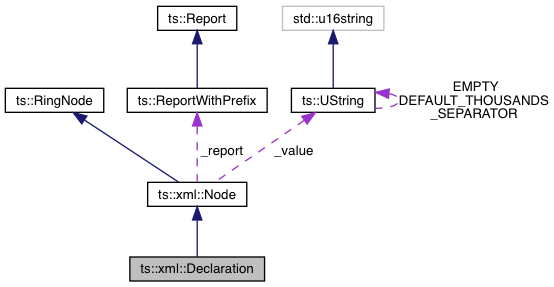 ts::Report
std::u16string
ts::RingNode
ts::ReportWithPrefix
ts::UString
EMPTY
DEFAULT_THOUSANDS
_SEPARATOR
_report
_value
ts::xml::Node
ts::xml::Declaration